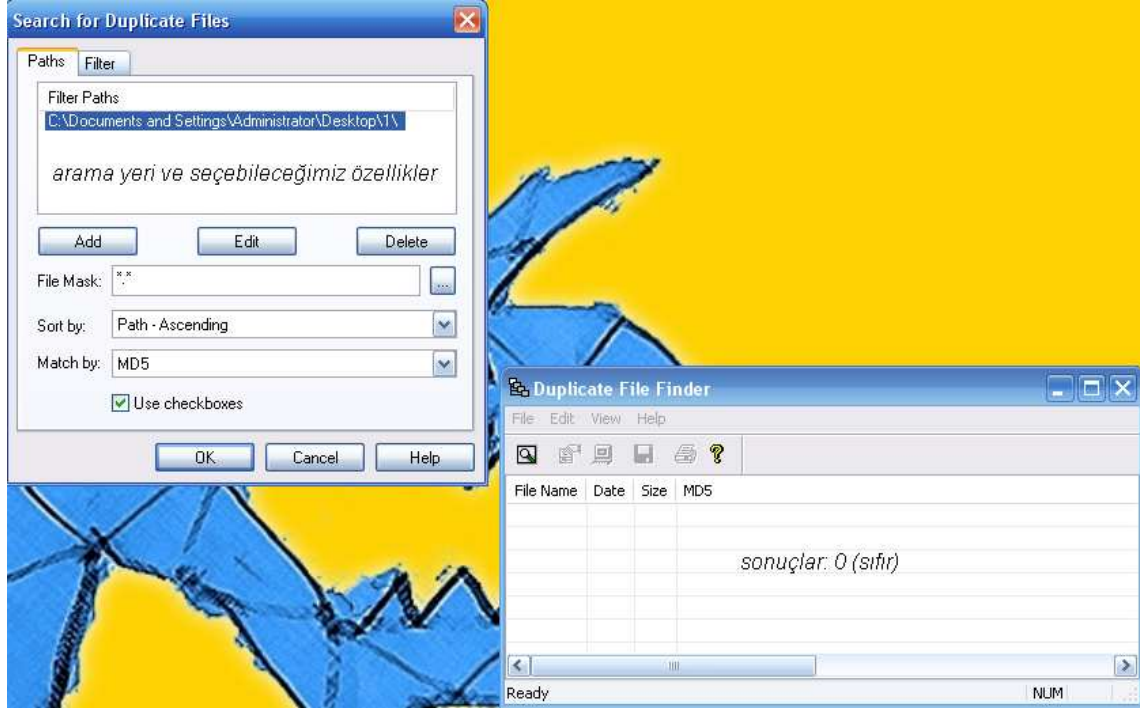 Search for Duplicate Files
Paths Filter
Filter Paths
C:\Documents and Settings\Administrator\Desktop\1\
arama yeri ve seçebileceğimiz özellikler
Add Edit Delete
File Mask: *.* ...
Sort by: Path - Ascending
Match by: MD5
Use checkboxes
OK Cancel Help
Duplicate File Finder
File Edit View Help
File Name Date Size MD5
sonuçlar: 0 (sıfır)
Ready NUM